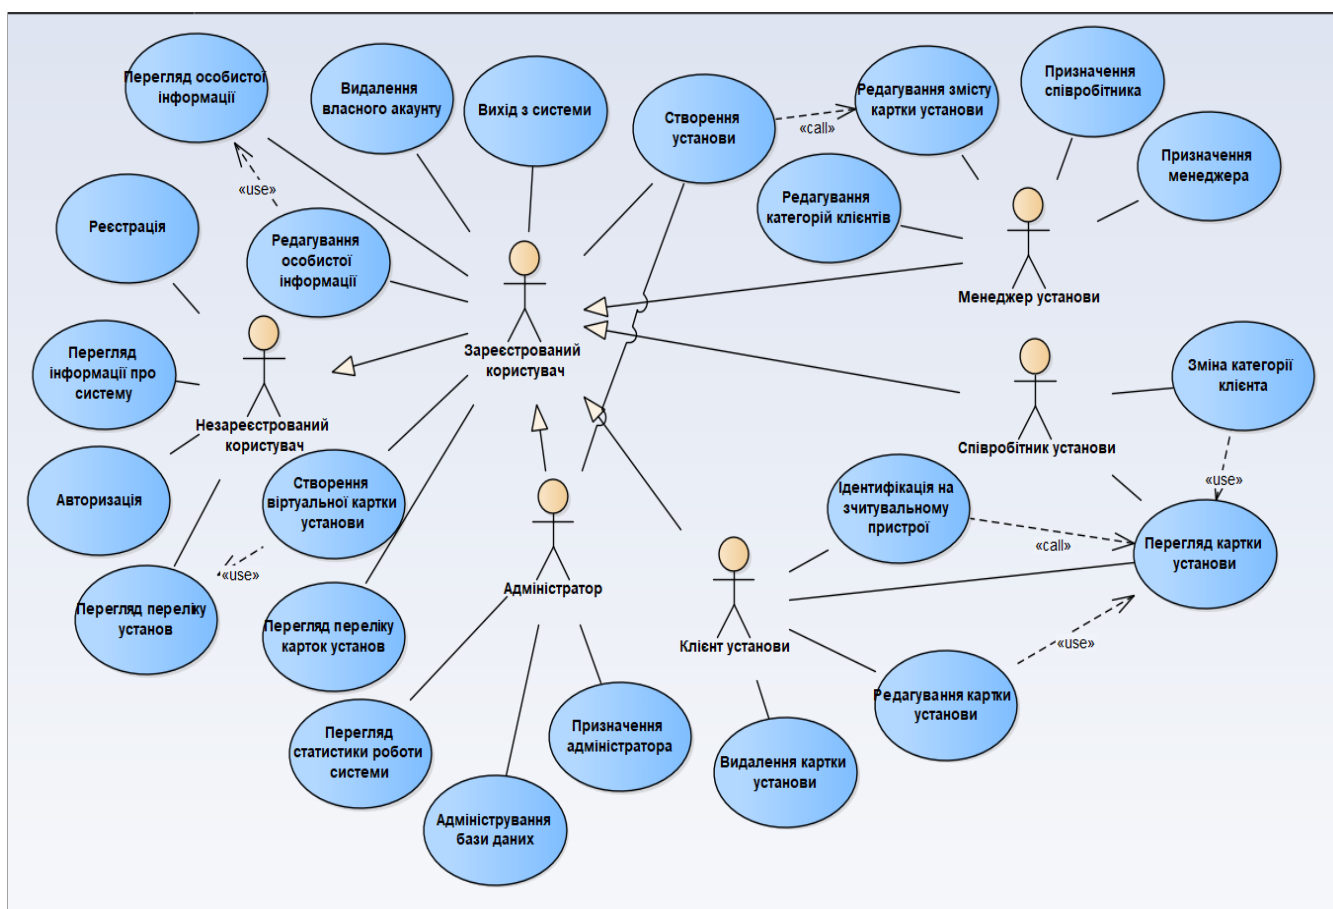 Перегляд особистої
інформації
Видалення
власного акаунту
Вихід з системи
Створення
установи
«call»
Редагування змісту
картки установи
Призначення
співробітника
Призначення
менеджера
«use»
Реєстрація
Редагування
особистої
інформації
Редагування
категорій клієнтів
Менеджер установи
Зареєстрований
користувач
Перегляд
інформації про
систему
Незареєстрований
користувач
Зміна категорії
клієнта
Співробітник установи
Авторизація
Створення
віртуальної картки
установи
Ідентифікація на
зчитувальному
пристрої
«use»
«call»
Перегляд картки
установи
«use»
Адміністратор
Перегляд переліку
установ
Перегляд переліку
карток установ
Клієнт установи
«use»
Редагування картки
установи
Перегляд
статистики роботи
системи
Призначення
адміністратора
Видалення картки
установи
Адміністрування
бази даних